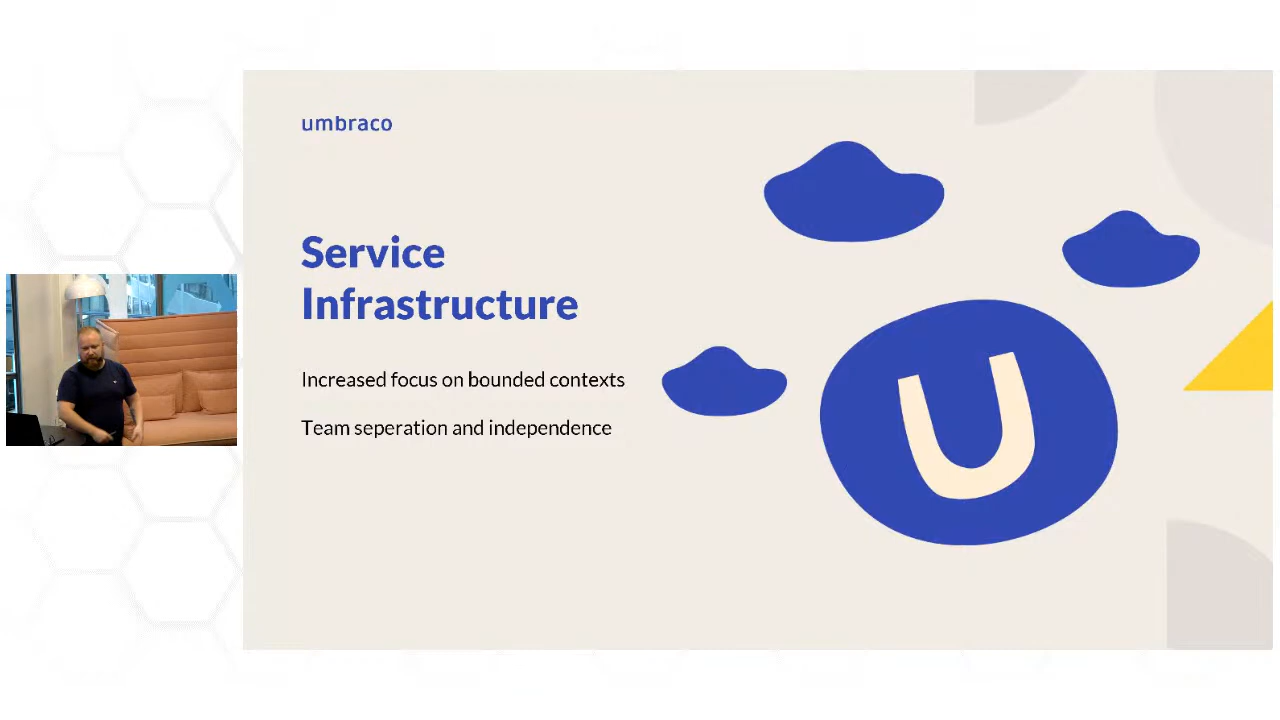 umbraco
Service
Infrastructure
Increased focus on bounded contexts
Team seperation and independence
U